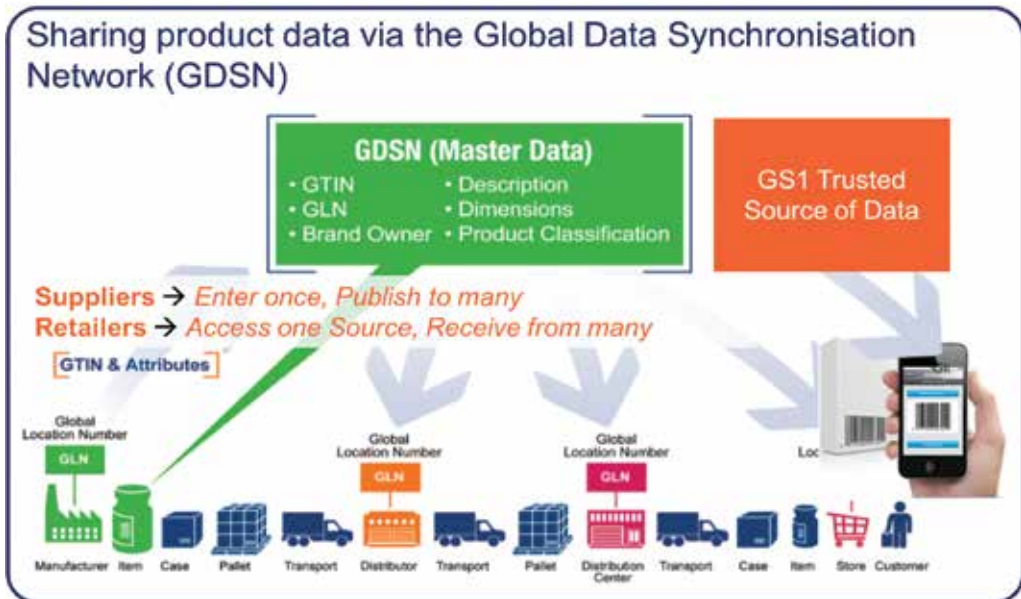 Sharing product data via the Global Data Synchronisation
Network (GDSN)
GDSN (Master Data)
• GTIN
• GLN
• Brand Owner
• Description
• Dimensions
• Product Classification
GS1 Trusted
Source of Data
Suppliers → Enter once, Publish to many
Retailers → Access one Source, Receive from many
[GTIN & Attributes]
Global
Location Number
GLN
Global
Location Number
GLN
Global
Location Number
GLN
Loc
Manufacturer Item Case Pallet Transport Distributor Transport Pallet Distribution
Center Transport Case Item Store Customer